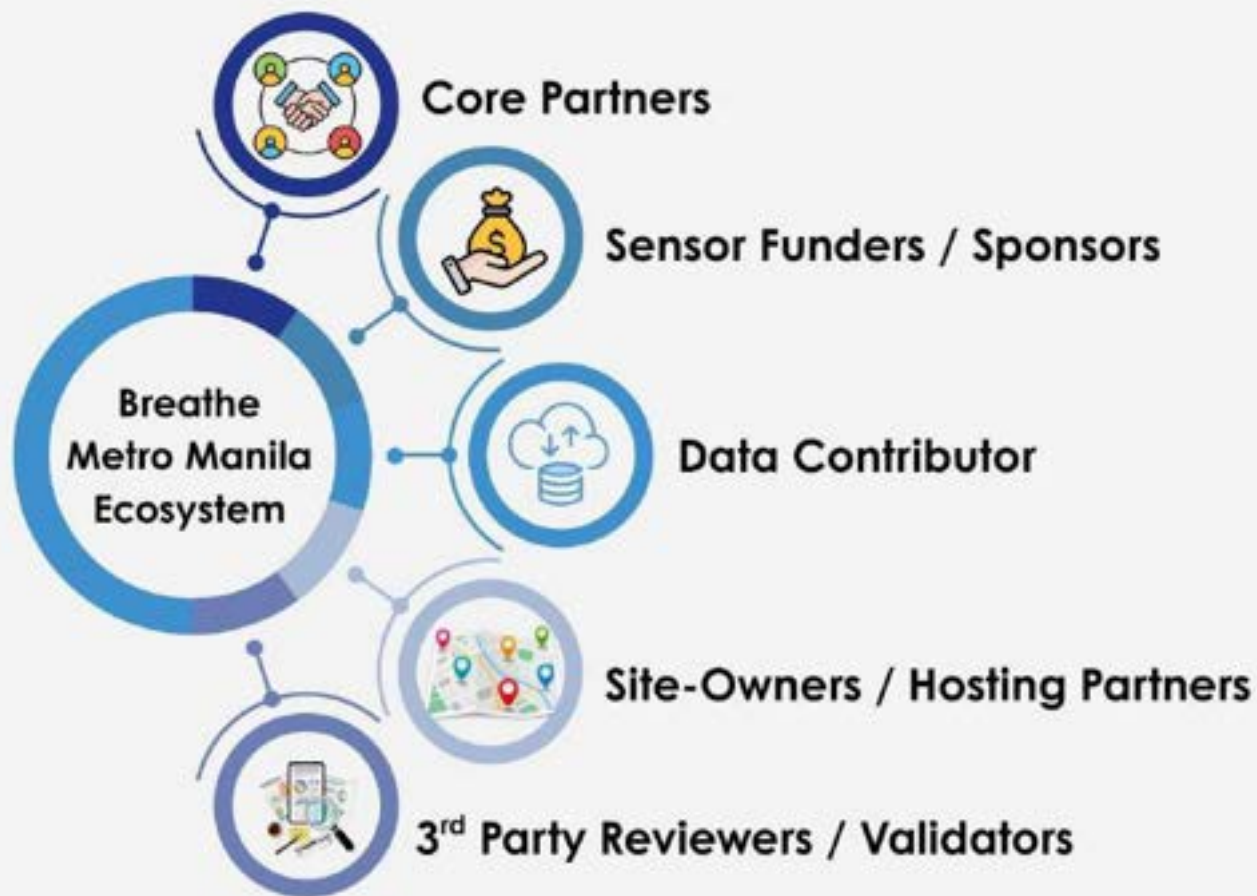 Core Partners
Sensor Funders / Sponsors
Breathe
Metro Manila
Ecosystem
Data Contributor
Site-Owners / Hosting Partners
3rd Party Reviewers / Validators